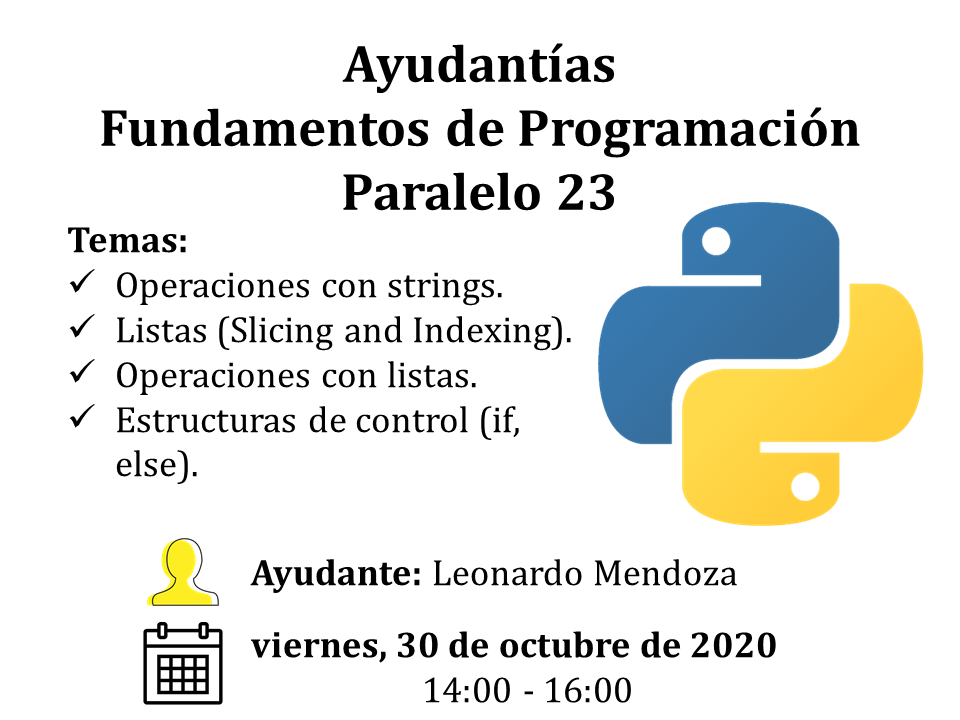 Ayudantías
Fundamentos de Programación
Paralelo 23
Temas:
✓ Operaciones con strings.
✓ Listas (Slicing and Indexing).
✓ Operaciones con listas.
✓ Estructuras de control (if,
else).
Ayudante: Leonardo Mendoza
viernes, 30 de octubre de 2020
14:00 - 16:00